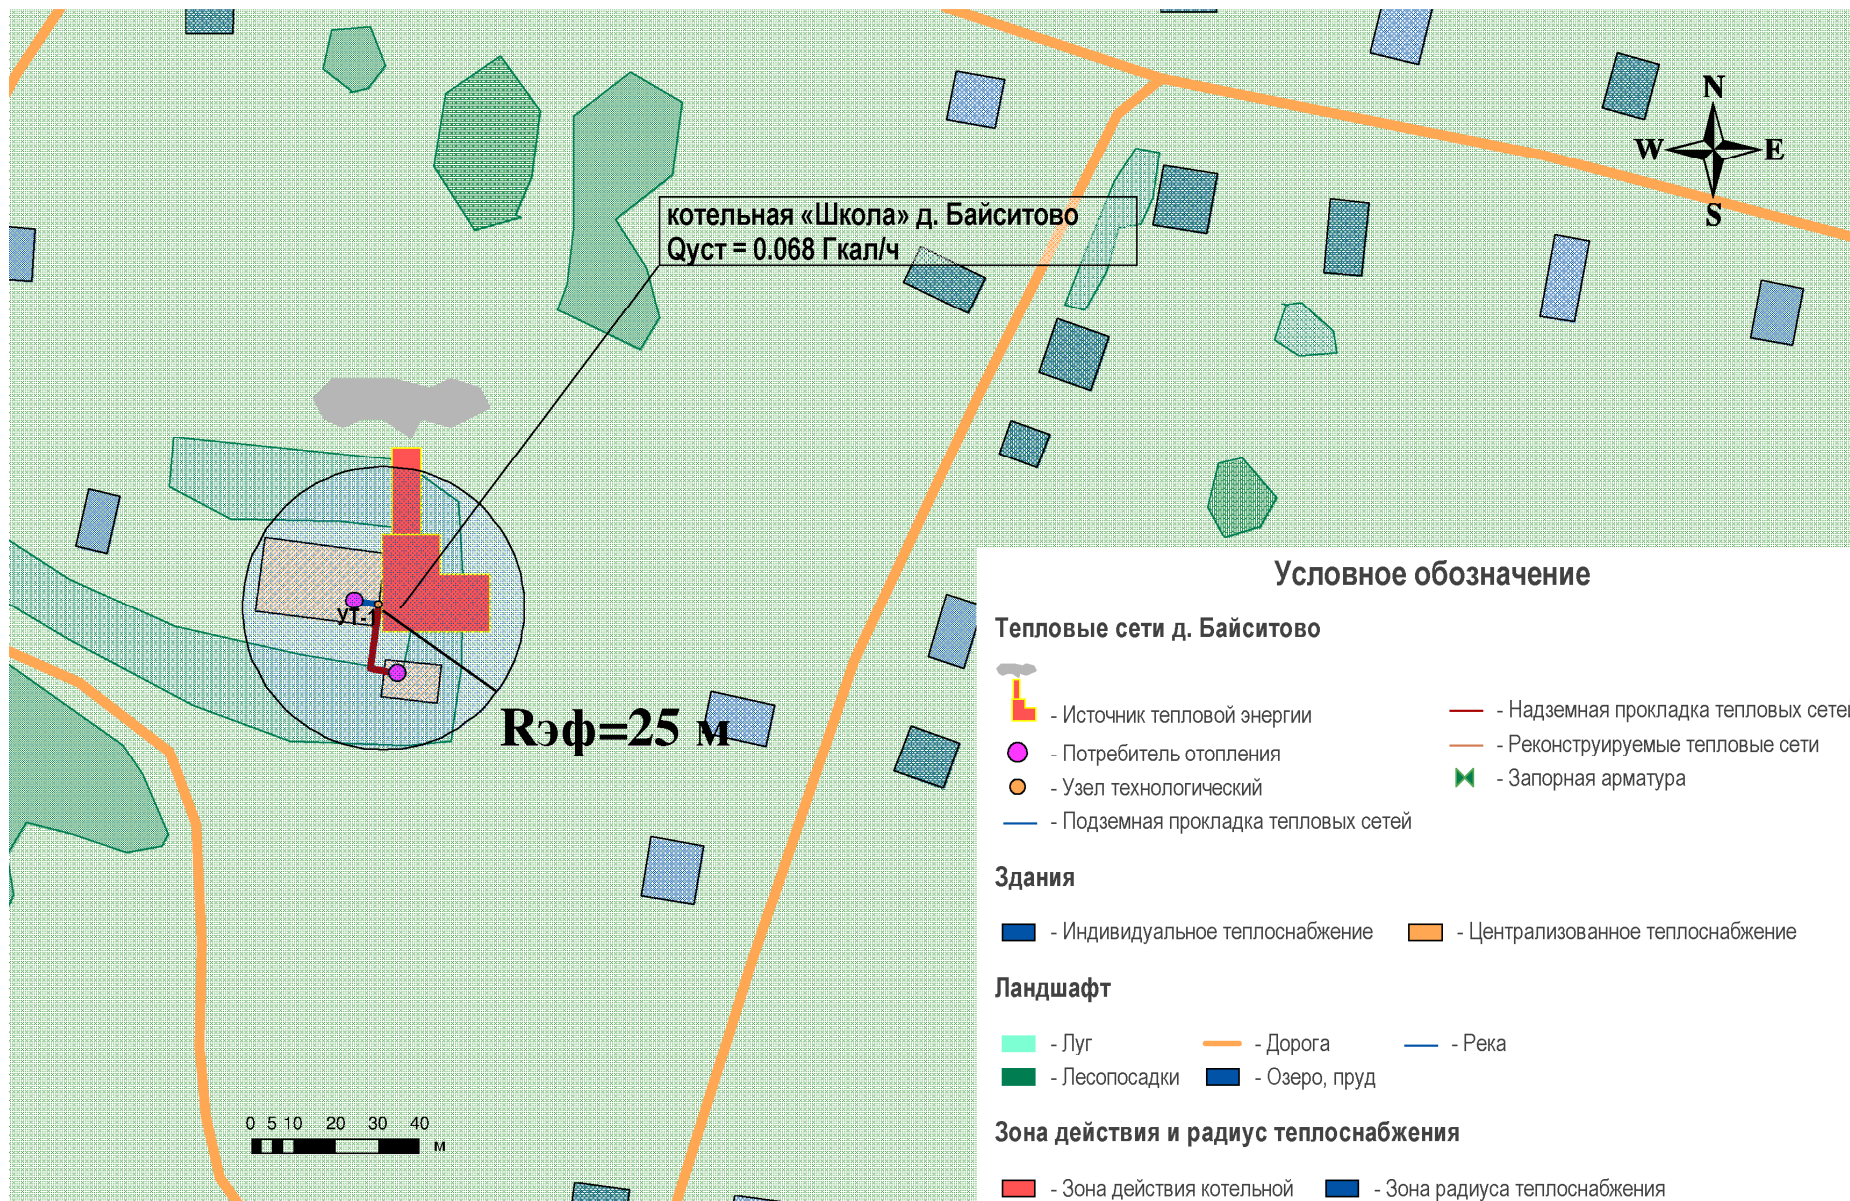 N
W E
S
котельная «Школа» д. Байситово
Qуст = 0.068 Гкал/ч
УТ-1
Rэф=25 м
0 5 10 20 30 40
м
Условное обозначение
Тепловые сети д. Байситово
- Источник тепловой энергии
- Потребитель отопления
- Узел технологический
- Подземная прокладка тепловых сетей
- Надземная прокладка тепловых сетей
- Реконструируемые тепловые сети
- Запорная арматура
Здания
- Индивидуальное теплоснабжение
- Централизованное теплоснабжение
Ландшафт
- Луг
- Дорога
- Река
- Лесопосадки
- Озеро, пруд
Зона действия и радиус теплоснабжения
- Зона действия котельной
- Зона радиуса теплоснабжения